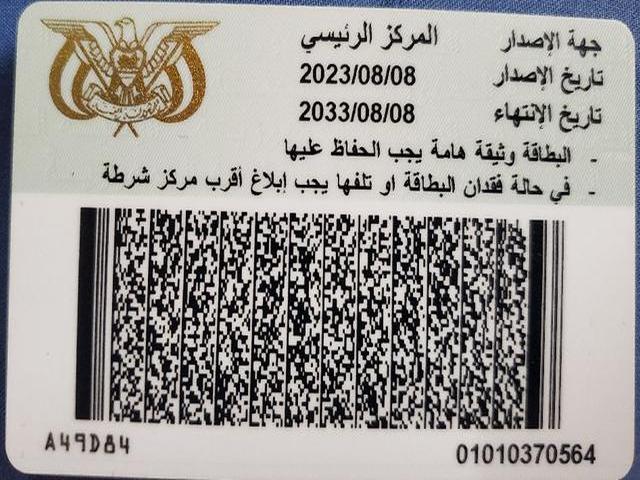 جهة الإصدار المركز الرئيسي
تاريخ الإصدار 2023/08/08
تاريخ الإنتهاء 2033/08/08
- البطاقة وثيقة هامة يجب الحفاظ عليها
- في حالة فقدان البطاقة او تلفها يجب إبلاغ أقرب مركز شرطة
A49D84
01010370564